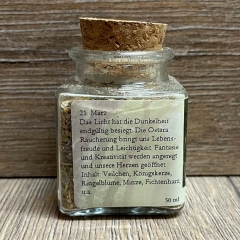 21. März
Das Licht hat die Dunkelheit
endgültig besiegt. Die Ostara
Räucherung bringt uns Lebens-
freude und Leichtigkeit. Fantasie
und Kreativität werden angeregt
und unsere Herzen geöffnet.
Inhalt: Veilchen, Königskerze,
Ringelblume, Minze, Fichtenharz
u.a.
50 ml